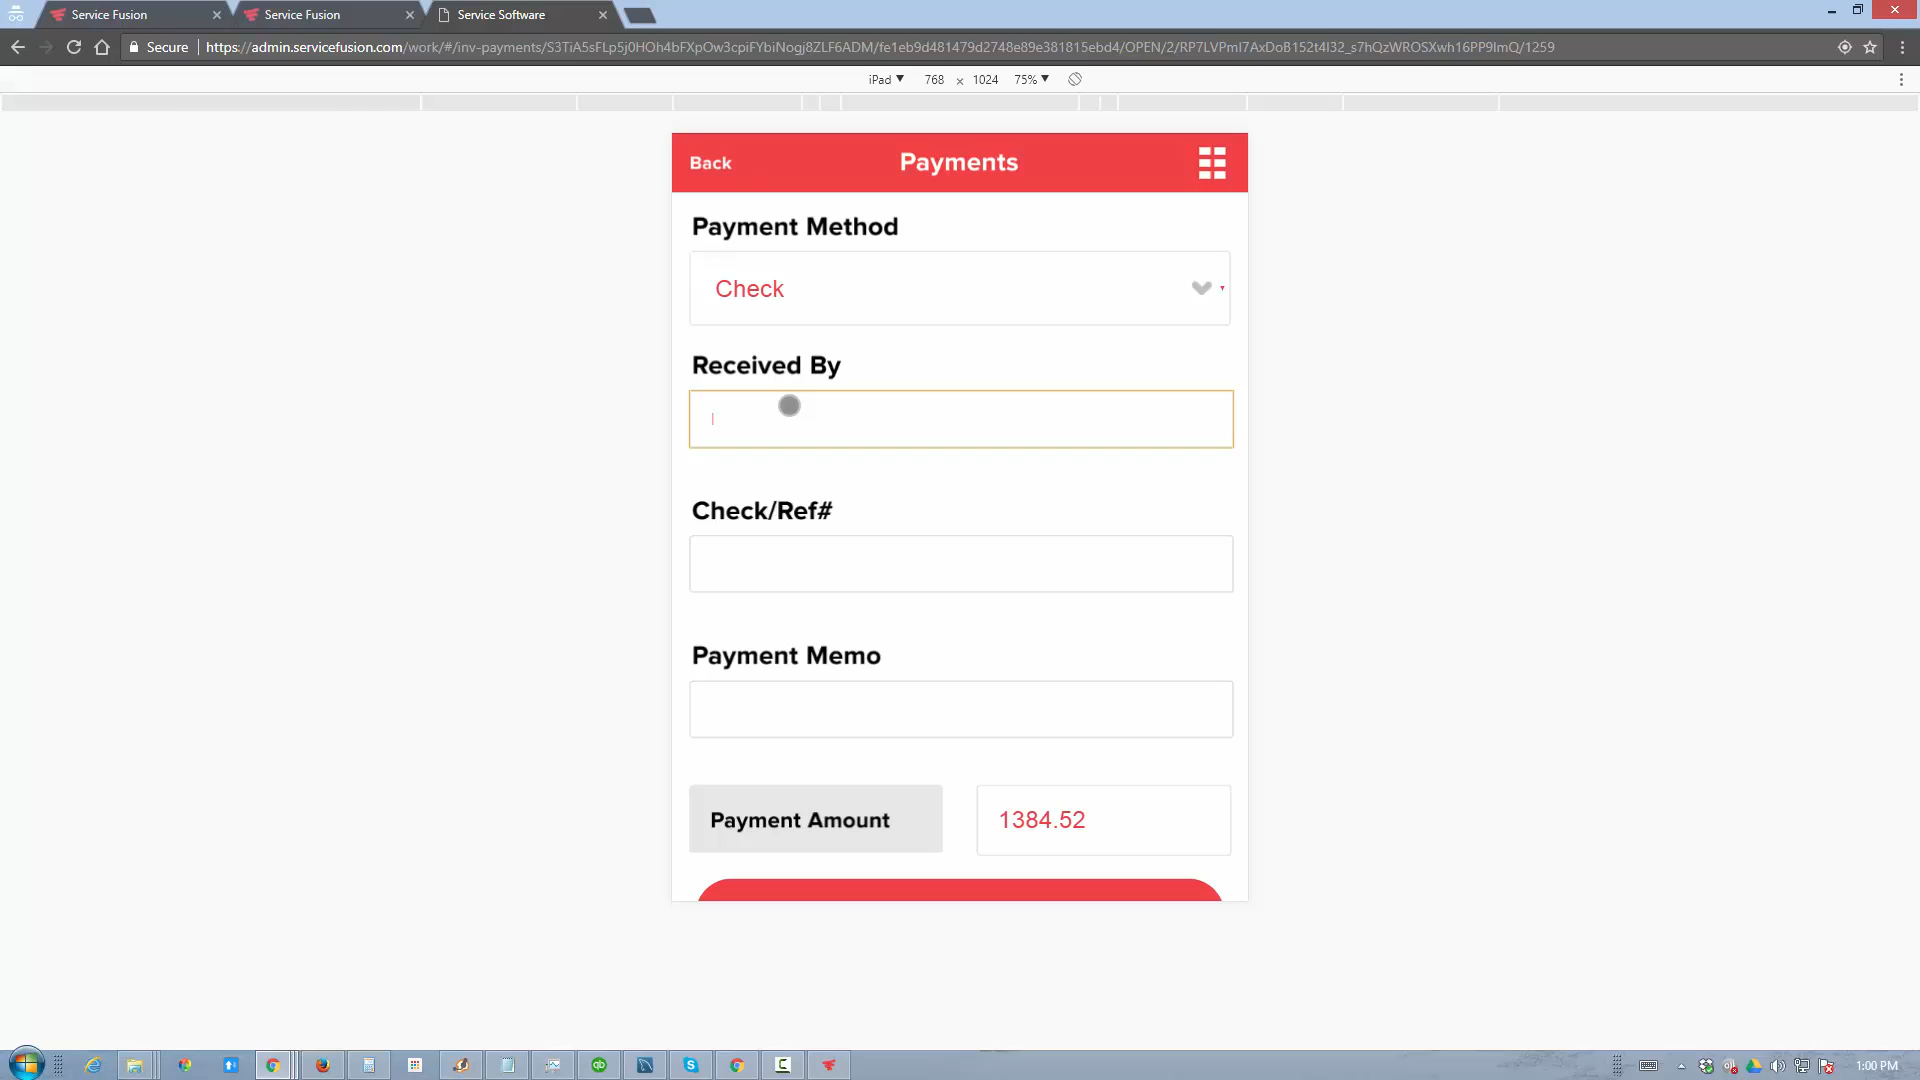 Service Fusion
Service Fusion
Service Software
Secure
https://admin.servicefusion.com/work/#/inv-payments/S3TiA5sFLp5j0HOh4bFXpOw3cpiFYbiNogj8ZLF6ADM/fe1eb9d481479d2748e89e381815ebd4/OPEN/2/RP7LVPmI7AxDoB152t4I32_s7hQzWROSXwh16PP9ImQ/1259
iPad 768 × 1024 75%
Back
Payments
Payment Method
Check
Received By
Check/Ref#
Payment Memo
Payment Amount
1384.52
1:00 PM